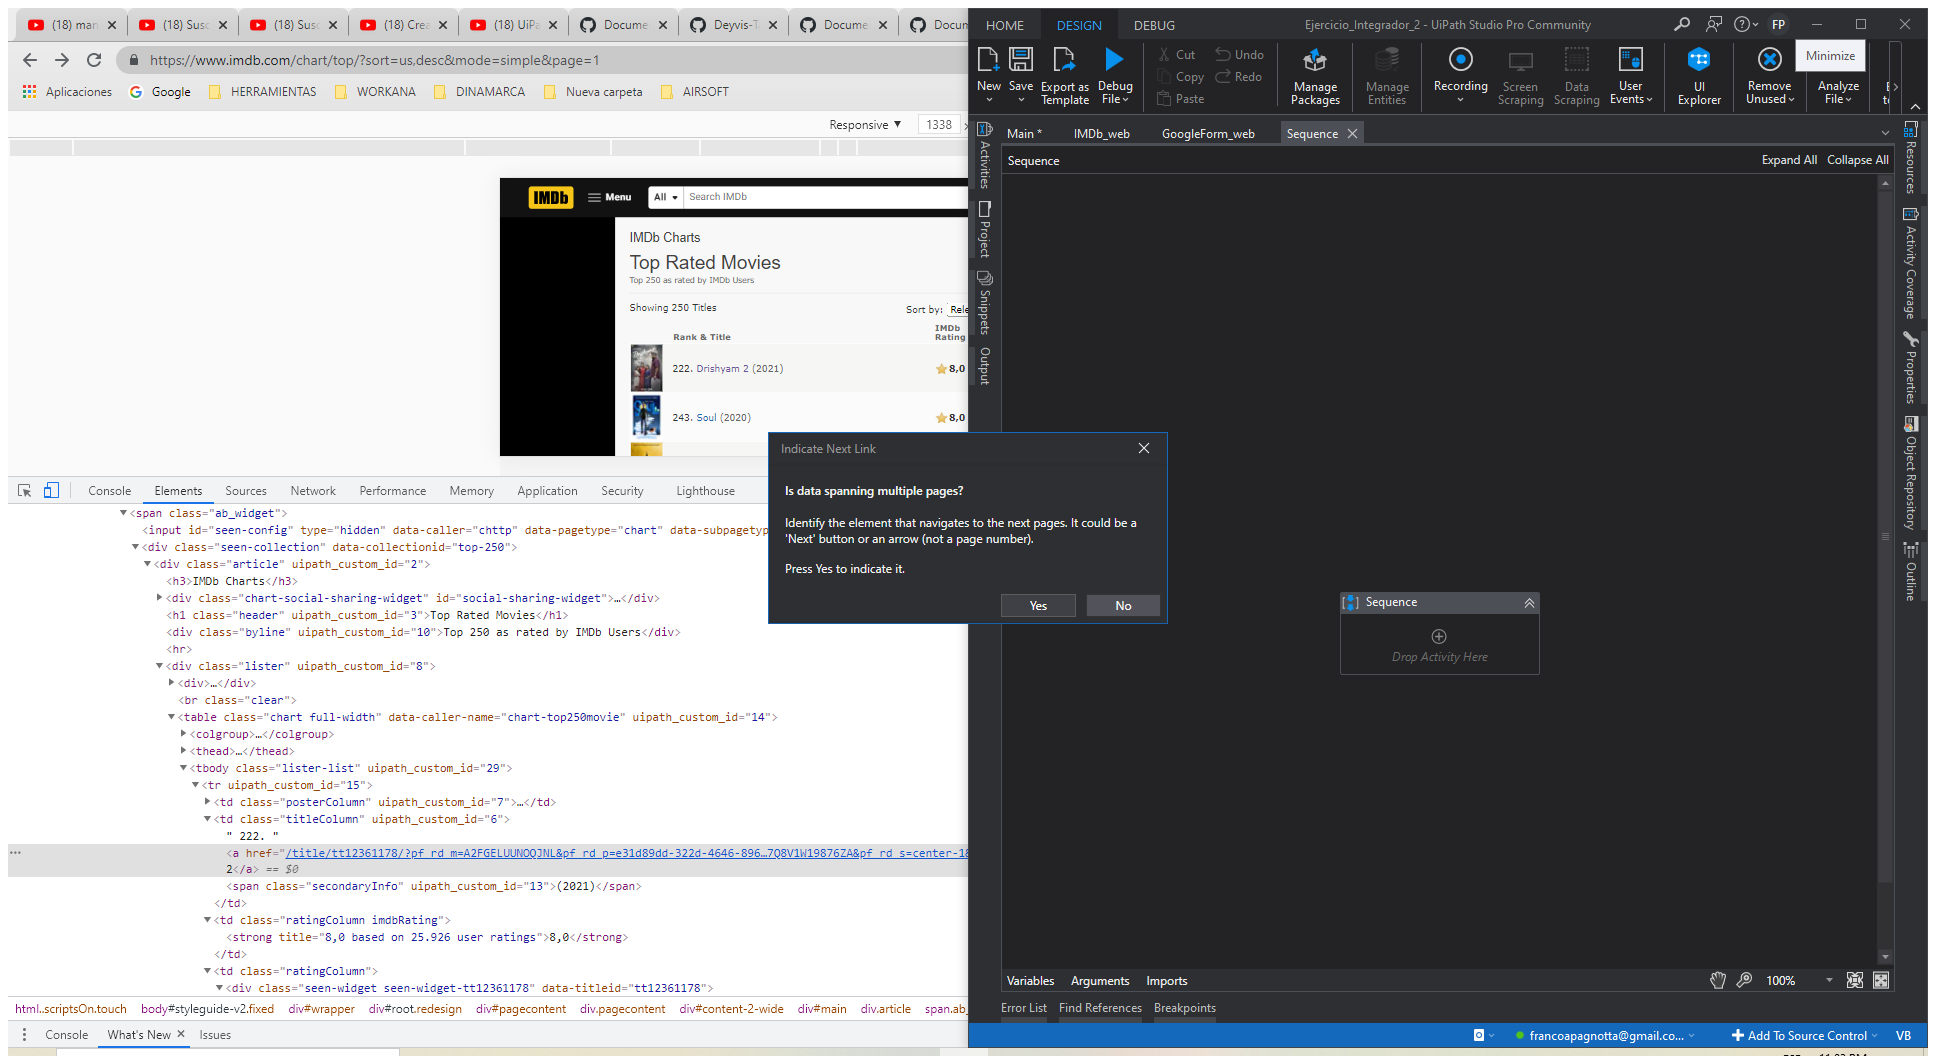 (18) man
(18) Susc
(18) Susc
(18) Crea
(18) UiPa
Docume
Deyvis-T
Docume
Docun
https://www.imdb.com/chart/top/?sort=us,desc&mode=simple&page=1
Aplicaciones
Google
HERRAMIENTAS
WORKANA
DINAMARCA
Nueva carpeta
AIRSOFT
Responsive ▼
1338
IMDb
Menu
All
Search IMDb
IMDb Charts
Top Rated Movies
Top 250 as rated by IMDb Users
Showing 250 Titles
Sort by: Rele
Rank & Title
IMDb
Rating
222. Drishyam 2 (2021)
8,0
243. Soul (2020)
8,0
Console
Elements
Sources
Network
Performance
Memory
Application
Security
Lighthouse
<span class="ab_widget">
<input id="seen-config" type="hidden" data-caller="chttp" data-pagetype="chart" data-subpagetyp
<div class="seen-collection" data-collectionid="top-250">
<div class="article" uipath_custom_id="2">
<h3>IMDb Charts</h3>
<div class="chart-social-sharing-widget" id="social-sharing-widget">…</div>
<h1 class="header" uipath_custom_id="3">Top Rated Movies</h1>
<div class="byline" uipath_custom_id="10">Top 250 as rated by IMDb Users</div>
<hr>
<div class="lister" uipath_custom_id="8">
<div>…</div>
<br class="clear">
<table class="chart full-width" data-caller-name="chart-top250movie" uipath_custom_id="14">
<colgroup>…</colgroup>
<thead>…</thead>
<tbody class="lister-list" uipath_custom_id="29">
<tr uipath_custom_id="15">
<td class="posterColumn" uipath_custom_id="7">…</td>
<td class="titleColumn" uipath_custom_id="6">
" 222. "
<a href="/title/tt12361178/?pf_rd_m=A2FGELUUNOQJNL&pf_rd_p=e31d89dd-322d-4646-896…7Q8V1W19876ZA&pf_rd_s=center-1&
2</a> == $0
<span class="secondaryInfo" uipath_custom_id="13">(2021)</span>
</td>
<td class="ratingColumn imdbRating">
<strong title="8,0 based on 25.926 user ratings">8,0</strong>
</td>
<td class="ratingColumn">
<div class="seen-widget seen-widget-tt12361178" data-titleid="tt12361178">
html..scriptsOn.touch
body#styleguide-v2.fixed
div#wrapper
div#root.redesign
div#pagecontent
div.pagecontent
div#content-2-wide
div#main
div.article
span.ab_
Console
What's New
Issues
HOME
DESIGN
DEBUG
Ejercicio_Integrador_2 - UiPath Studio Pro Community
FP
Minimize
New
Save
Export as
Template
Debug
File
Cut
Copy
Paste
Undo
Redo
Manage
Packages
Manage
Entities
Recording
Screen
Scraping
Data
Scraping
User
Events
UI
Explorer
Remove
Unused
Analyze
File
Main *
IMDb_web
GoogleForm_web
Sequence
Sequence
Expand All
Collapse All
Activities
Project
Snippets
Output
Resources
Activity Coverage
Properties
Object Repository
Outline
Indicate Next Link
Is data spanning multiple pages?
Identify the element that navigates to the next pages. It could be a
'Next' button or an arrow (not a page number).
Press Yes to indicate it.
Yes
No
Sequence
Drop Activity Here
Variables
Arguments
Imports
100%
Error List
Find References
Breakpoints
francoapagnotta@gmail.co...
Add To Source Control
VB